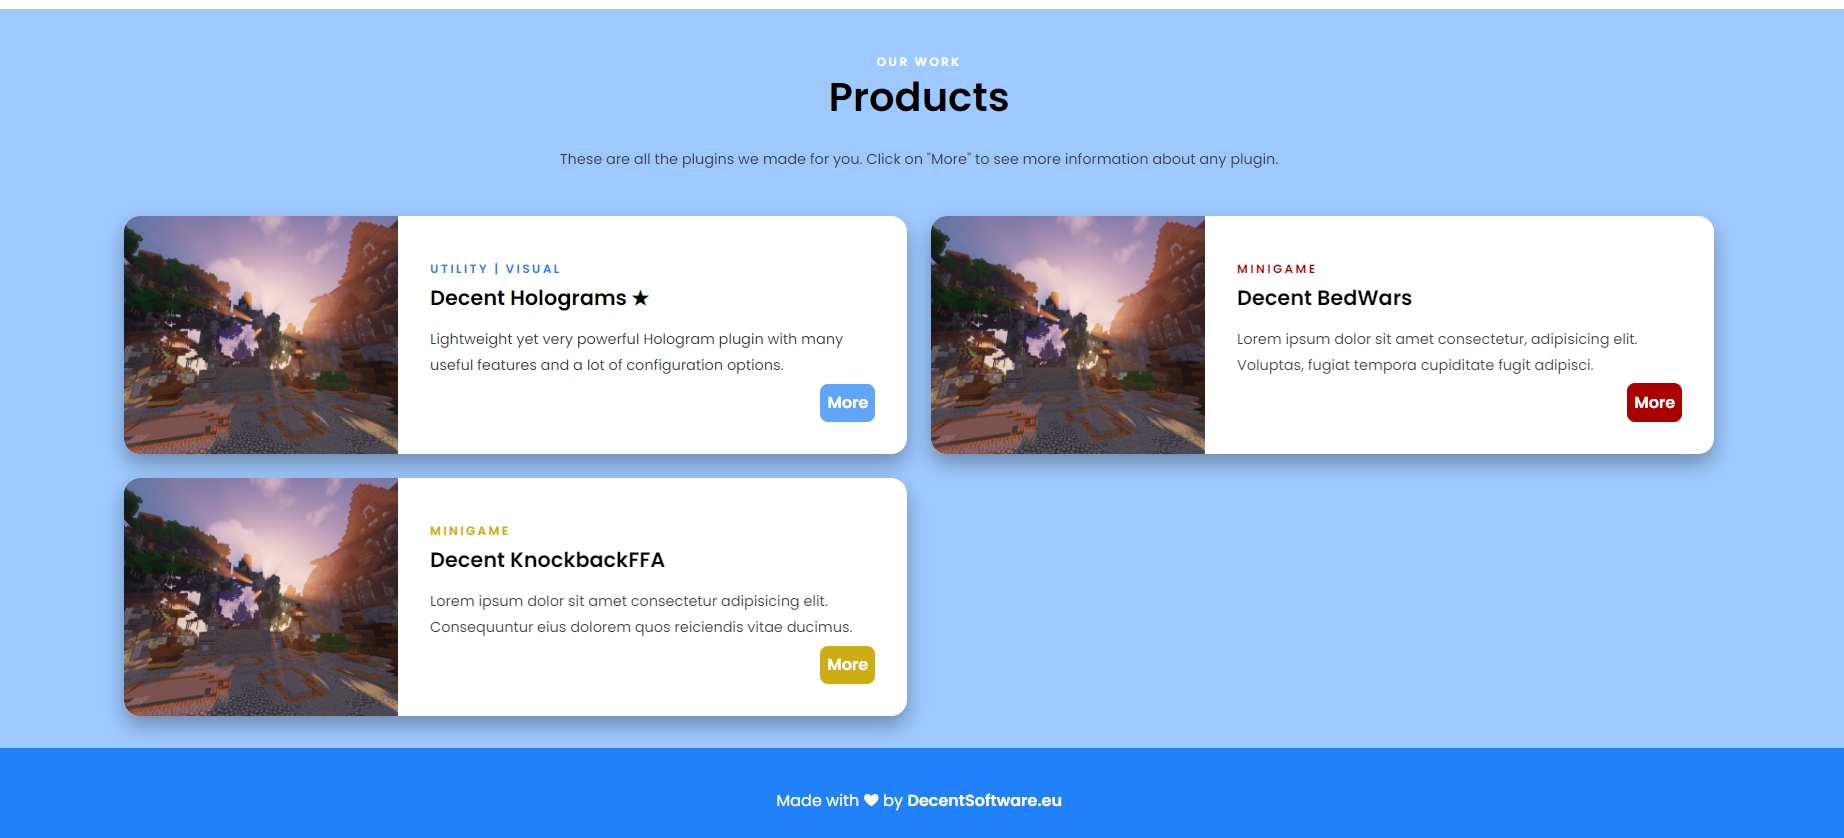 OUR WORK
Products
These are all the plugins we made for you. Click on "More" to see more information about any plugin.
UTILITY | VISUAL
Decent Holograms ★
Lightweight yet very powerful Hologram plugin with many
useful features and a lot of configuration options.
More
MINIGAME
Decent BedWars
Lorem ipsum dolor sit amet consectetur, adipisicing elit.
Voluptas, fugiat tempora cupiditate fugit adipisci.
More
MINIGAME
Decent KnockbackFFA
Lorem ipsum dolor sit amet consectetur adipisicing elit.
Consequuntur eius dolorem quos reiciendis vitae ducimus.
More
Made with ♥ by DecentSoftware.eu